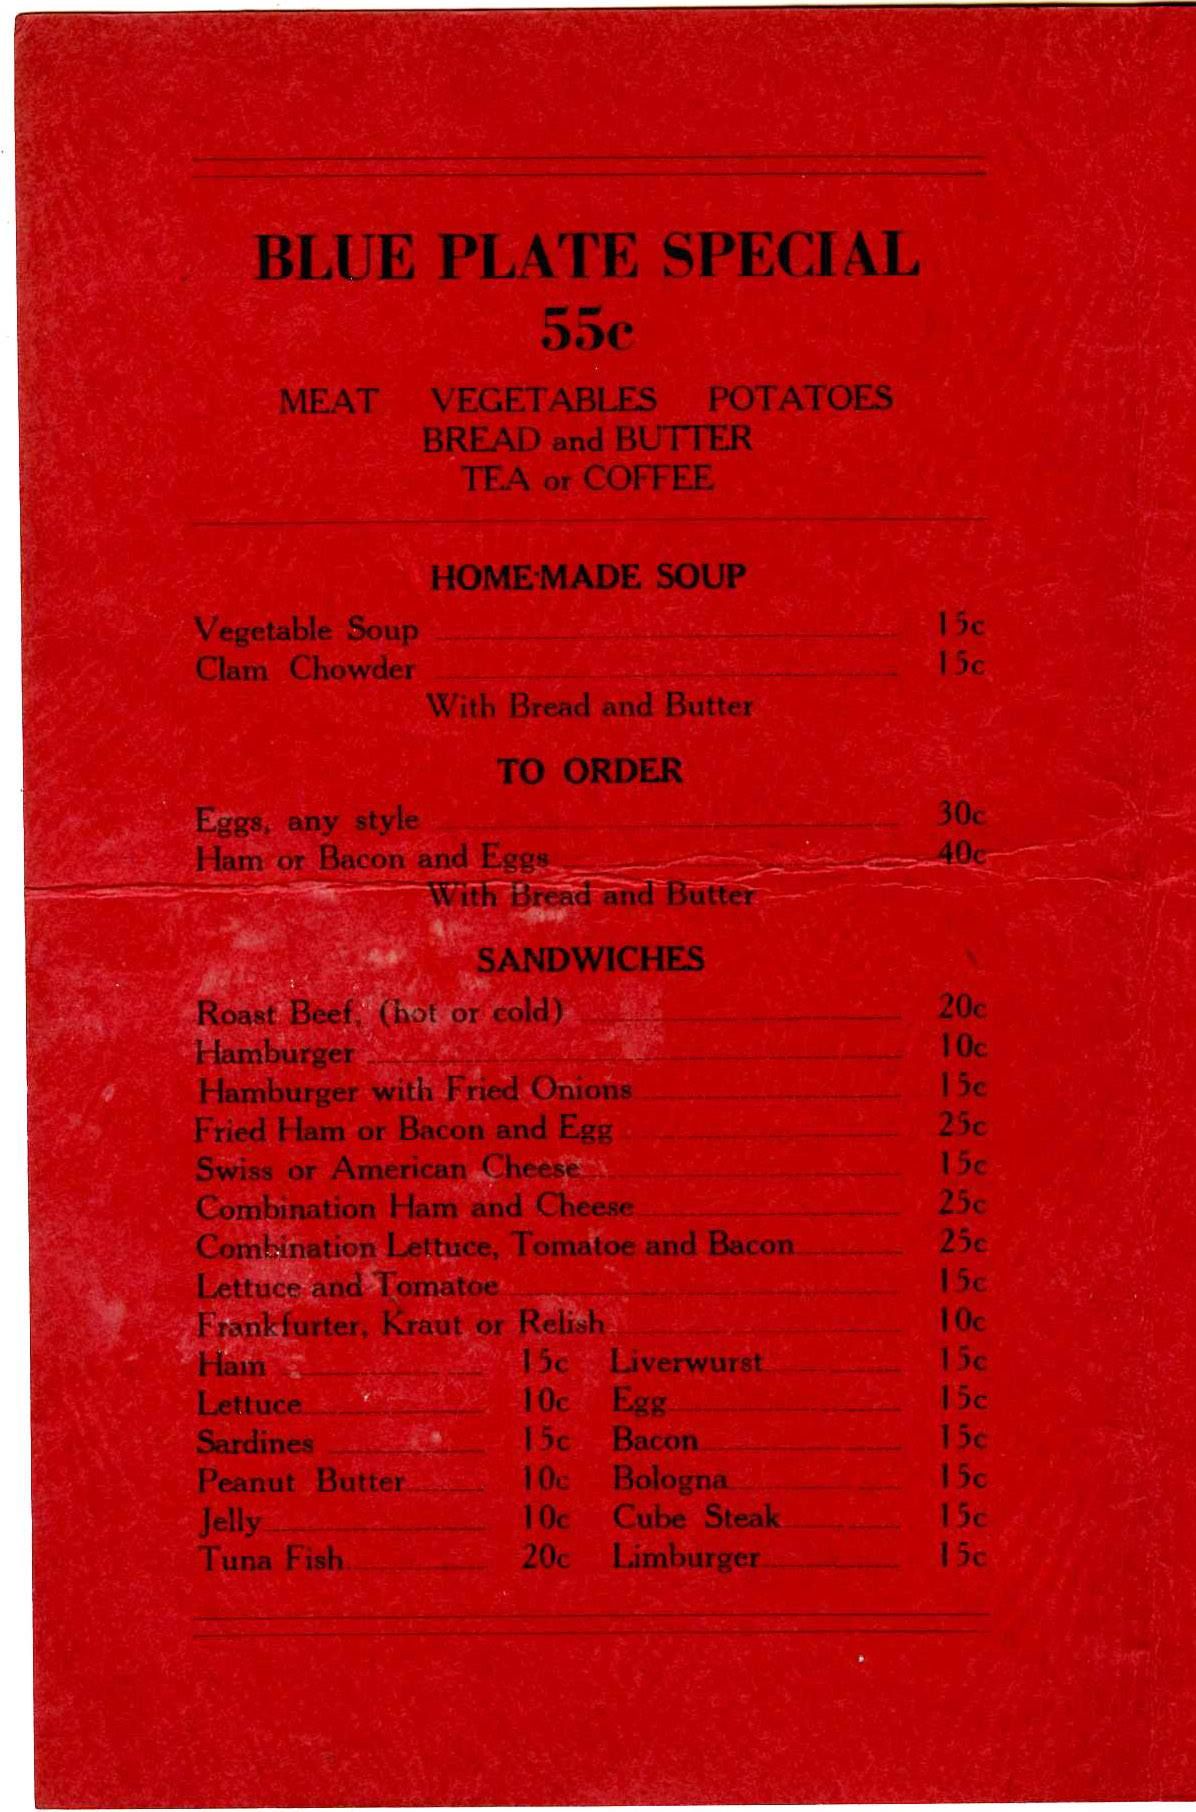 BLUE PLATE SPECIAL
55c
MEAT VEGETABLES POTATOES
BREAD and BUTTER
TEA or COFFEE
HOME-MADE SOUP
Vegetable Soup 15c
Clam Chowder 15c
With Bread and Butter
TO ORDER
Eggs, any style 30c
Ham or Bacon and Eggs 40c
With Bread and Butter
SANDWICHES
Roast Beef, (hot or cold) 20c
Hamburger 10c
Hamburger with Fried Onions 15c
Fried Ham or Bacon and Egg 25c
Swiss or American Cheese 15c
Combination Ham and Cheese 25c
Combination Lettuce, Tomatoe and Bacon 25c
Lettuce and Tomatoe 15c
Frankfurter, Kraut or Relish 10c
Ham 15c Liverwurst 15c
Lettuce 10c Egg 15c
Sardines 15c Bacon 15c
Peanut Butter 10c Bologna 15c
Jelly 10c Cube Steak 15c
Tuna Fish 20c Limburger 15c